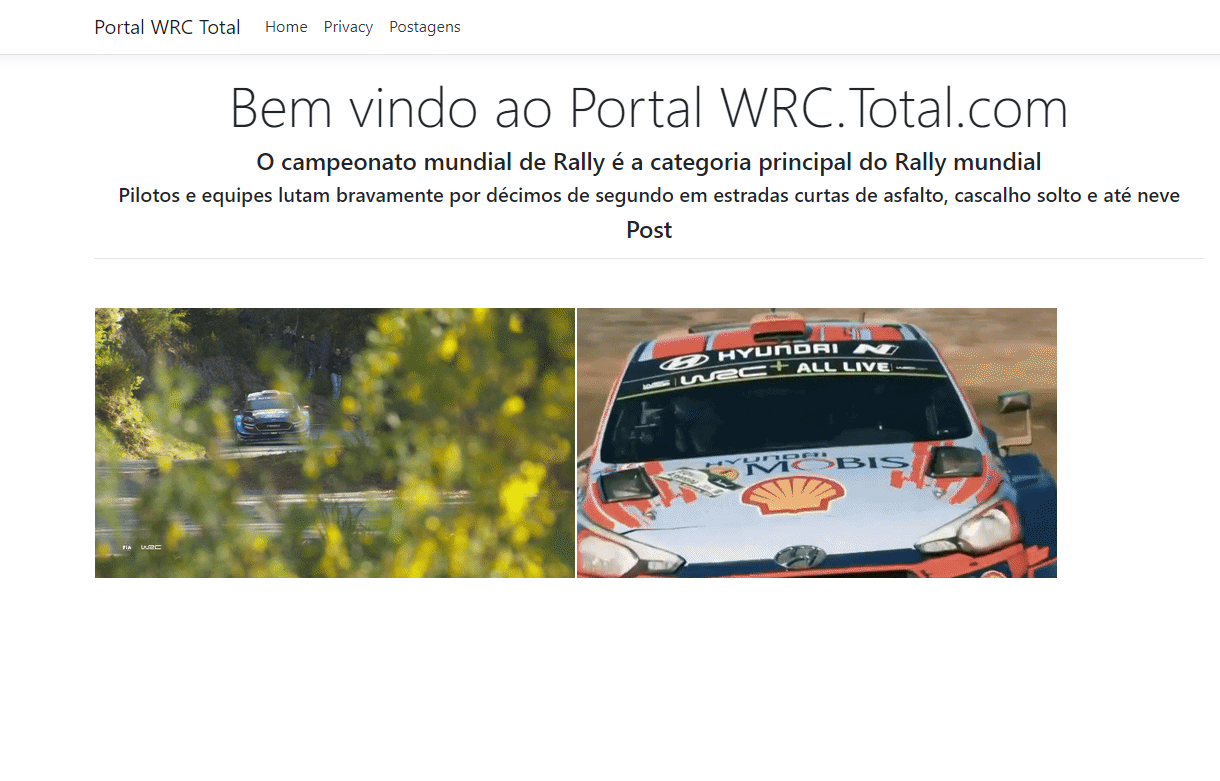 Portal WRC Total Home Privacy Postagens
Bem vindo ao Portal WRC.Total.com
O campeonato mundial de Rally é a categoria principal do Rally mundial
Pilotos e equipes lutam bravamente por décimos de segundo em estradas curtas de asfalto, cascalho solto e até neve
Post
FIA WRC
HYUNDAI N
WRC+ ALL LIVE
HYUNDAI
MOBIS